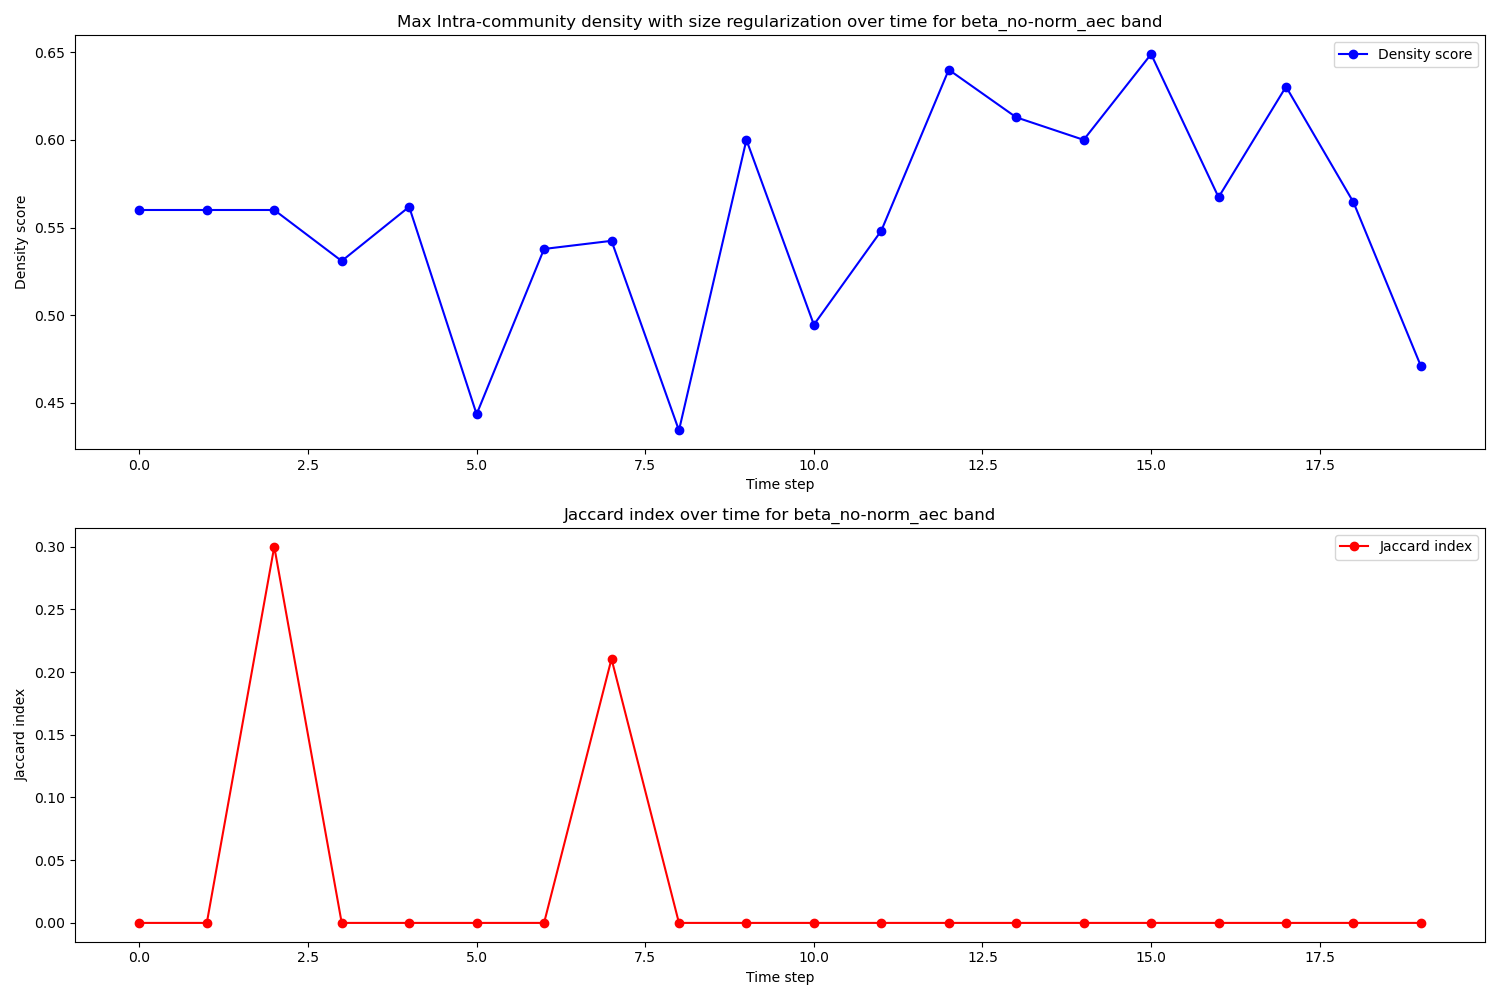 Max Intra-community density with size regularization over time for beta_no-norm_aec band
Density score
0.65
0.60
0.55
0.50
0.45
Density score
0.0 2.5 5.0 7.5 10.0 12.5 15.0 17.5
Time step
Jaccard index over time for beta_no-norm_aec band
Jaccard index
0.30
0.25
0.20
0.15
0.10
0.05
0.00
Jaccard index
0.0 2.5 5.0 7.5 10.0 12.5 15.0 17.5
Time step